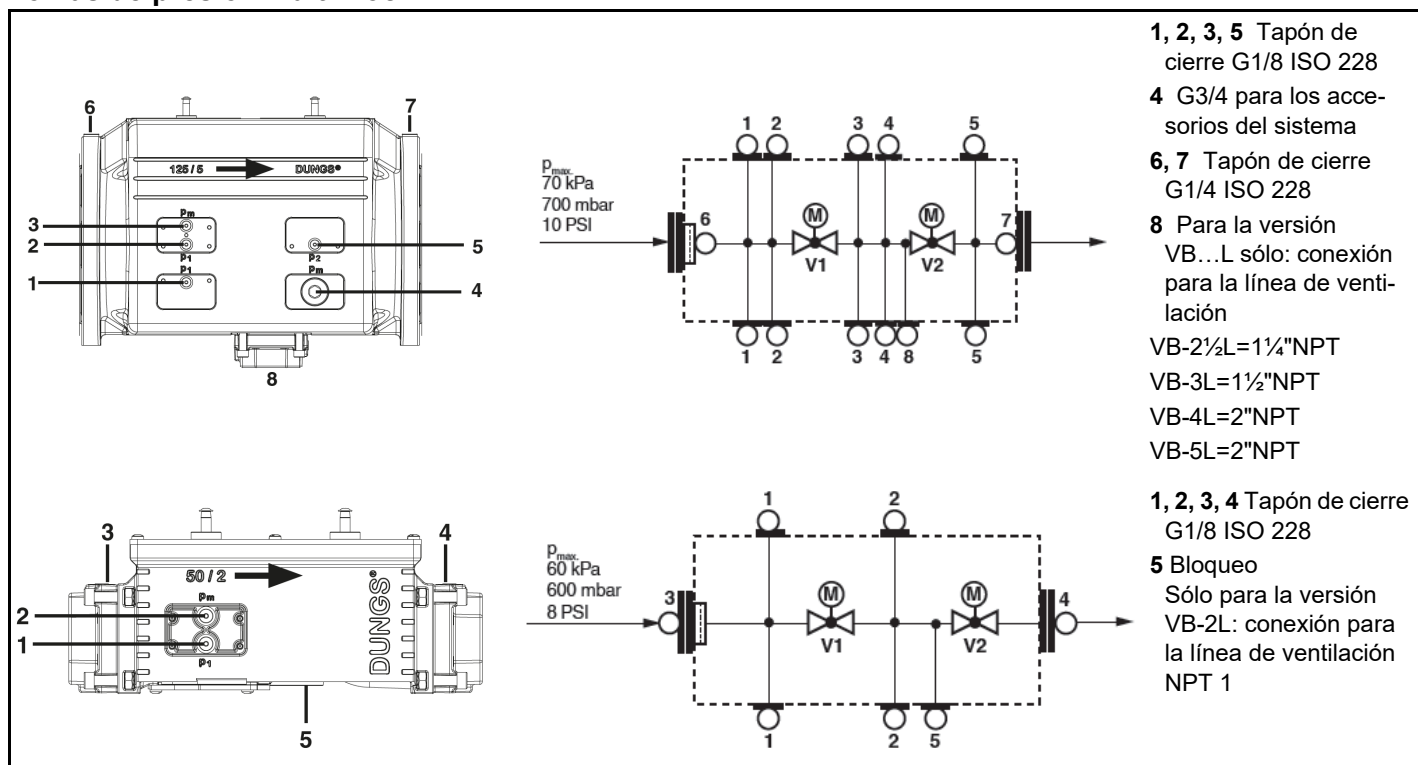 6
7
125 / 5
DUNGS®
Pm
3
2
P1
5
P2
P1
Pm
1
4
8
1 2 3 4 5
pmax.
70 kPa
700 mbar
10 PSI
6
M
M
7
V1
V2
1 2 3 4 8 5
1, 2, 3, 5 Tapón de
cierre G1/8 ISO 228
4 G3/4 para los acce-
sorios del sistema
6, 7 Tapón de cierre
G1/4 ISO 228
8 Para la versión
VB…L sólo: conexión
para la línea de venti-
lación
VB-2½L=1¼"NPT
VB-3L=1½"NPT
VB-4L=2"NPT
VB-5L=2"NPT
3
4
50 / 2
DUNGS®
Pm
2
1
P1
5
1 2
pmax.
60 kPa
600 mbar
8 PSI
3
M
M
4
V1
V2
1 2 5
1, 2, 3, 4 Tapón de cierre
G1/8 ISO 228
5 Bloqueo
Sólo para la versión
VB-2L: conexión para
la línea de ventilación
NPT 1